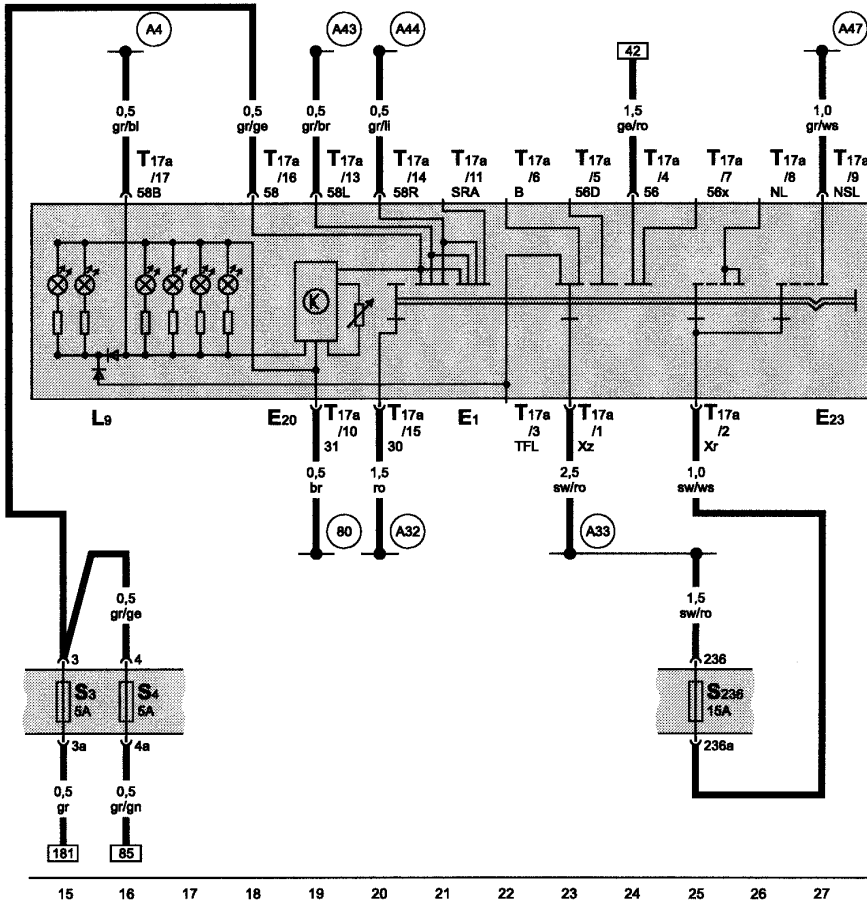 A4 A43 A44 42 A47
0,5 0,5 0,5 0,5 1,5 1,0
gr/bl gr/ge gr/br gr/li ge/ro gr/ws
T17a T17a T17a T17a T17a T17a T17a T17a T17a T17a T17a
/17 /16 /13 /14 /11 /6 /5 /4 /7 /8 /9
58B 58 58L 58R SRA B 56D 56 56x NL NSL
K
L9 E20 T17a T17a E1 T17a T17a T17a E23
/10 /15 /3 /1 /2
31 30 TFL Xz Xr
0,5 1,5 2,5 1,0
br ro sw/ro sw/ws
80 A32 A33
0,5 1,5
gr/ge sw/ro
3 4 236
S3 S4 S236
5A 5A 15A
3a 4a 236a
0,5 0,5
gr gr/gn
181 85
15 16 17 18 19 20 21 22 23 24 25 26 27